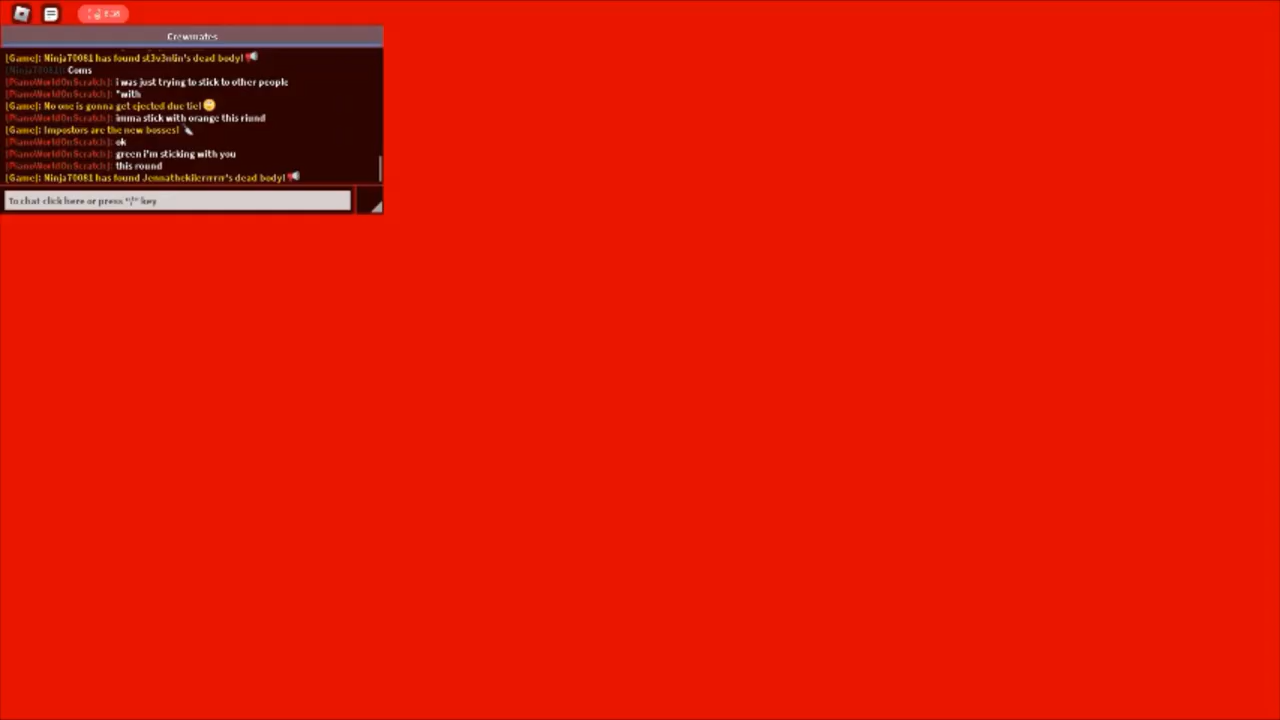 Crewmates
[Game]: NinjaT0081 has found st3v3nlin's dead body!
[NinjaT0081]: Coms
[PianoWorldOnScratch]: i was just trying to stick to other people
[PianoWorldOnScratch]: *with
[Game]: No one is gonna get ejected due tie!
[PianoWorldOnScratch]: imma stick with orange this riund
[Game]: Impostors are the new bosses!
[PianoWorldOnScratch]: ok
[PianoWorldOnScratch]: green i'm sticking with you
[PianoWorldOnScratch]: this round
[Game]: NinjaT0081 has found dead body!
To chat click here or press "/" key